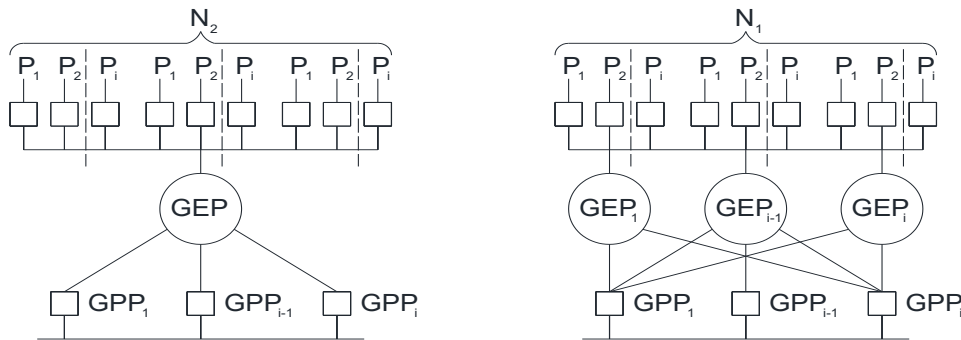 N₂
P₁ P₂ Pᵢ P₁ P₂ Pᵢ P₁ P₂ Pᵢ
GEP
GPP₁ GPPᵢ₋₁ GPPᵢ
N₁
P₁ P₂ Pᵢ P₁ P₂ Pᵢ P₁ P₂ Pᵢ
GEP₁ GEPᵢ₋₁ GEPᵢ
GPP₁ GPPᵢ₋₁ GPPᵢ